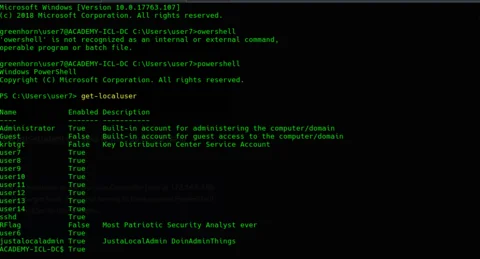 Microsoft Windows [Version 10.0.17763.107]
(c) 2018 Microsoft Corporation. All rights reserved.
greenhorn\user7@ACADEMY-ICL-DC C:\Users\user7>owershell
'owershell' is not recognized as an internal or external command,
operable program or batch file.
greenhorn\user7@ACADEMY-ICL-DC C:\Users\user7>powershell
Windows PowerShell
Copyright (C) Microsoft Corporation. All rights reserved.
PS C:\Users\user7> get-localuser
Name Enabled Description
---- ------- -----------
Administrator True Built-in account for administering the computer/domain
Guest False Built-in account for guest access to the computer/domain
krbtgt False Key Distribution Center Service Account
user7 True
user8 True
user9 True
user10 True
user11 True
user12 True
user13 True
user14 True
sshd True
RFlag False Most Patriotic Security Analyst ever
user6 True
justalocaladmin True JustaLocalAdmin DoinAdminThings
ACADEMY-ICL-DC$ True